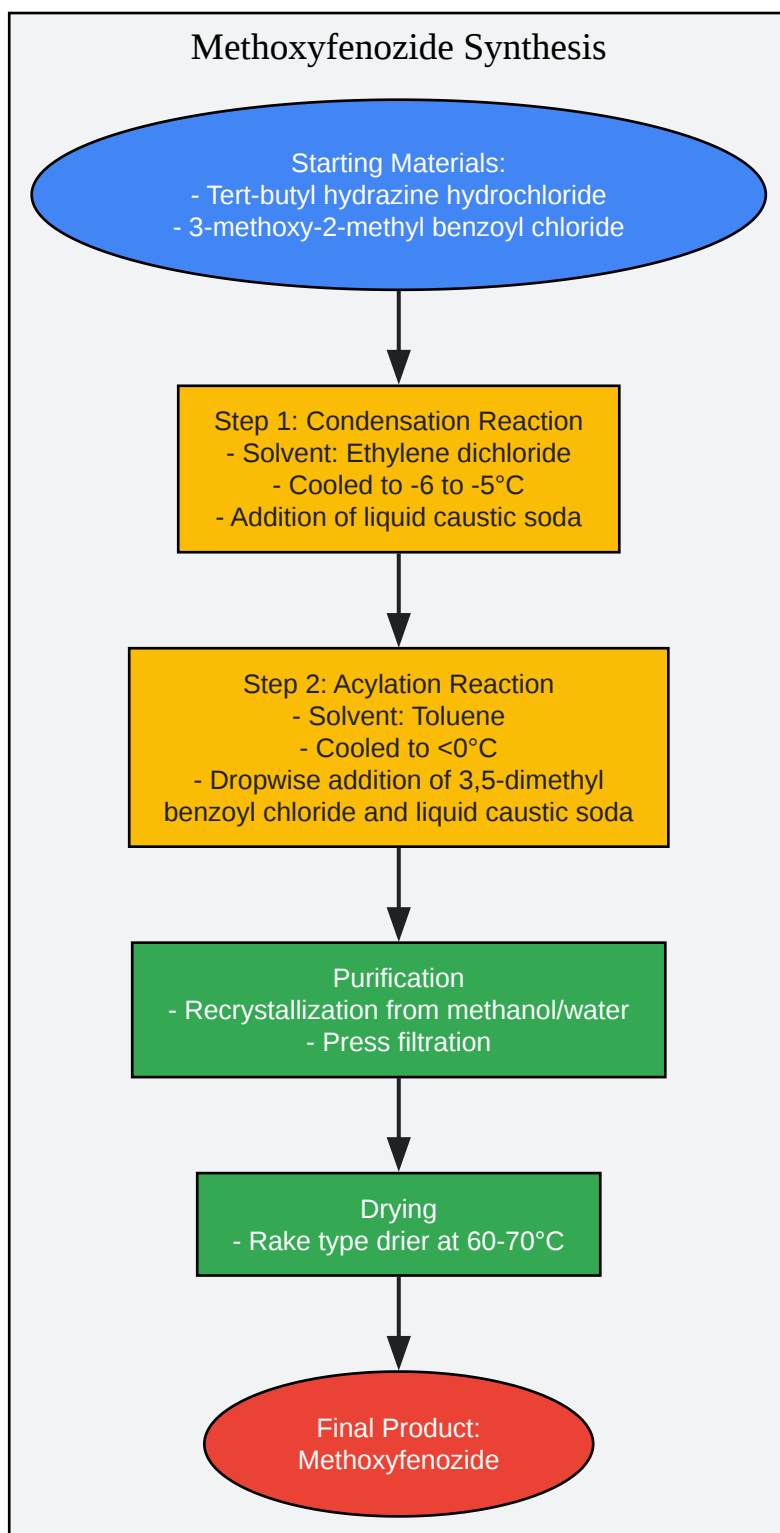 Methoxyfenozide Synthesis
Starting Materials:
- Tert-butyl hydrazine hydrochloride
- 3-methoxy-2-methyl benzoyl chloride
Step 1: Condensation Reaction
- Solvent: Ethylene dichloride
- Cooled to -6 to -5°C
- Addition of liquid caustic soda
Step 2: Acylation Reaction
- Solvent: Toluene
- Cooled to <0°C
- Dropwise addition of 3,5-dimethyl
benzoyl chloride and liquid caustic soda
Purification
- Recrystallization from methanol/water
- Press filtration
Drying
- Rake type drier at 60-70°C
Final Product:
Methoxyfenozide